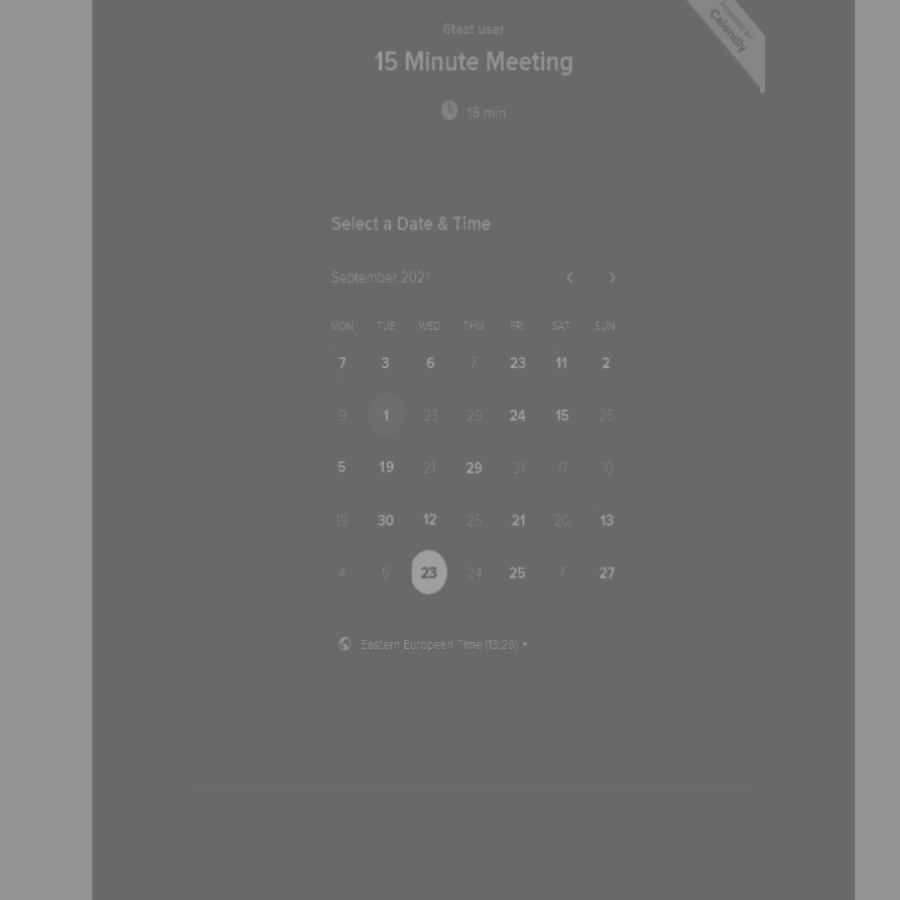 6test user
POWERED BY
Calendly
15 Minute Meeting
15 min
Select a Date & Time
September 2021
MON TUE WED THU FRI SAT SUN
7 3 6 7 23 11 2
9 1 23 29 24 15 26
5 19 21 29 31 17 10
19 30 12 25 21 20 13
4 5 23 24 25 7 27
Eastern European Time (13:26)